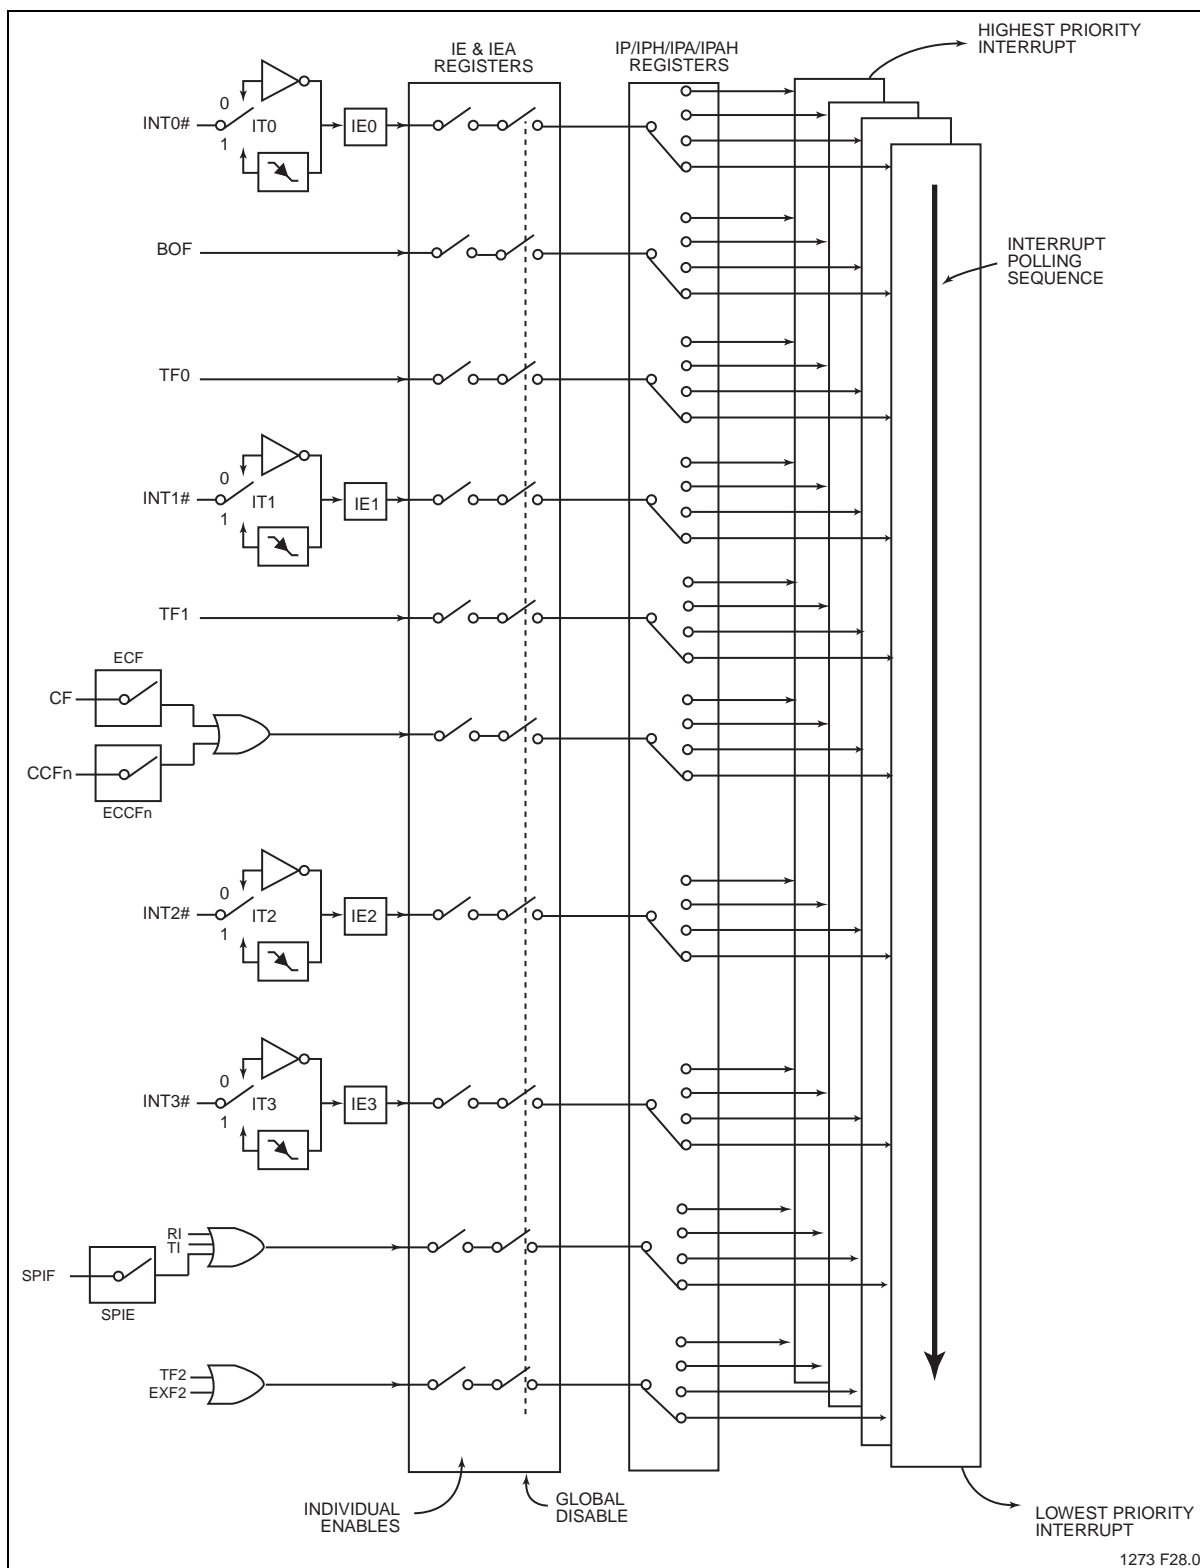 HIGHEST PRIORITY
INTERRUPT
IE & IEA
REGISTERS
IP/IPH/IPA/IPAH
REGISTERS
0
INT0#
IT0
IE0
1
BOF
INTERRUPT
POLLING
SEQUENCE
TF0
0
INT1#
IT1
IE1
1
TF1
ECF
CF
CCFn
ECCFn
0
INT2#
IT2
IE2
1
0
INT3#
IT3
IE3
1
RI
TI
SPIF
SPIE
TF2
EXF2
INDIVIDUAL
ENABLES
GLOBAL
DISABLE
LOWEST PRIORITY
INTERRUPT
1273 F28.0